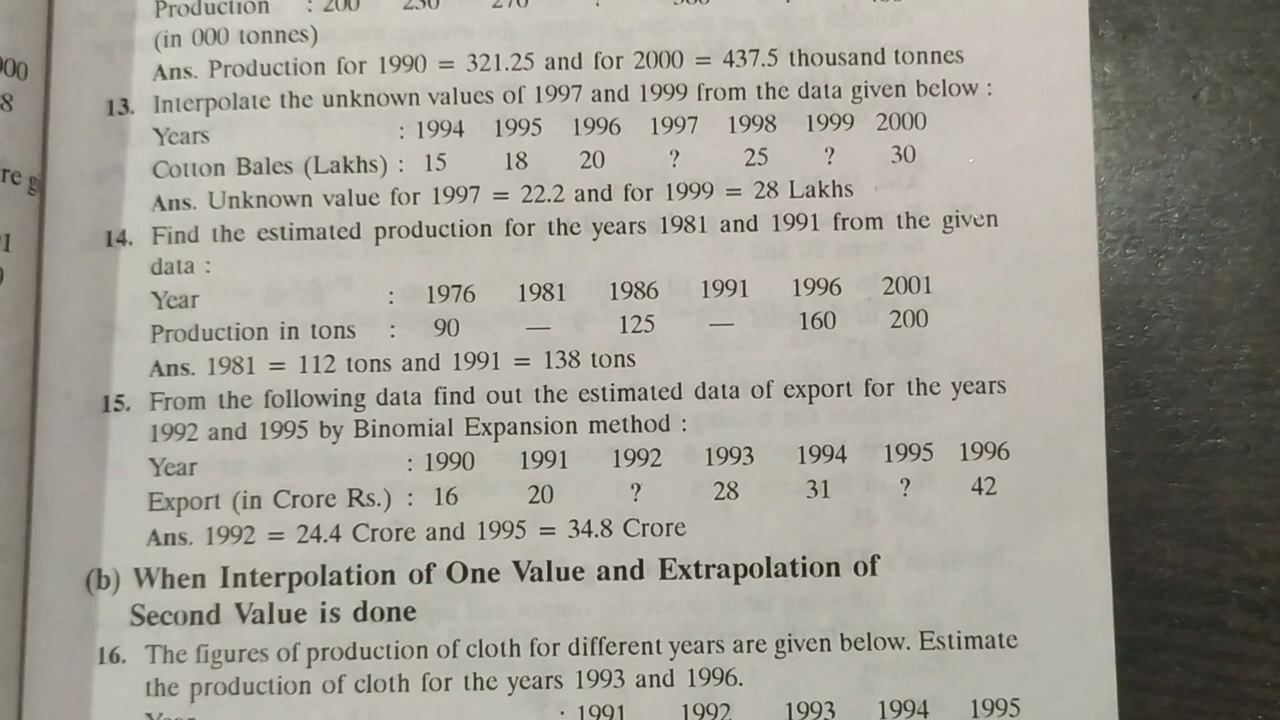 Production : 200 230 270
(in 000 tonnes)
Ans. Production for 1990 = 321.25 and for 2000 = 437.5 thousand tonnes
13. Interpolate the unknown values of 1997 and 1999 from the data given below :
Years : 1994 1995 1996 1997 1998 1999 2000
Cotton Bales (Lakhs) : 15 18 20 ? 25 ? 30
Ans. Unknown value for 1997 = 22.2 and for 1999 = 28 Lakhs
14. Find the estimated production for the years 1981 and 1991 from the given
data :
Year : 1976 1981 1986 1991 1996 2001
Production in tons : 90 — 125 — 160 200
Ans. 1981 = 112 tons and 1991 = 138 tons
15. From the following data find out the estimated data of export for the years
1992 and 1995 by Binomial Expansion method :
Year : 1990 1991 1992 1993 1994 1995 1996
Export (in Crore Rs.) : 16 20 ? 28 31 ? 42
Ans. 1992 = 24.4 Crore and 1995 = 34.8 Crore
(b) When Interpolation of One Value and Extrapolation of
Second Value is done
16. The figures of production of cloth for different years are given below. Estimate
the production of cloth for the years 1993 and 1996.
: 1991 1992 1993 1994 1995